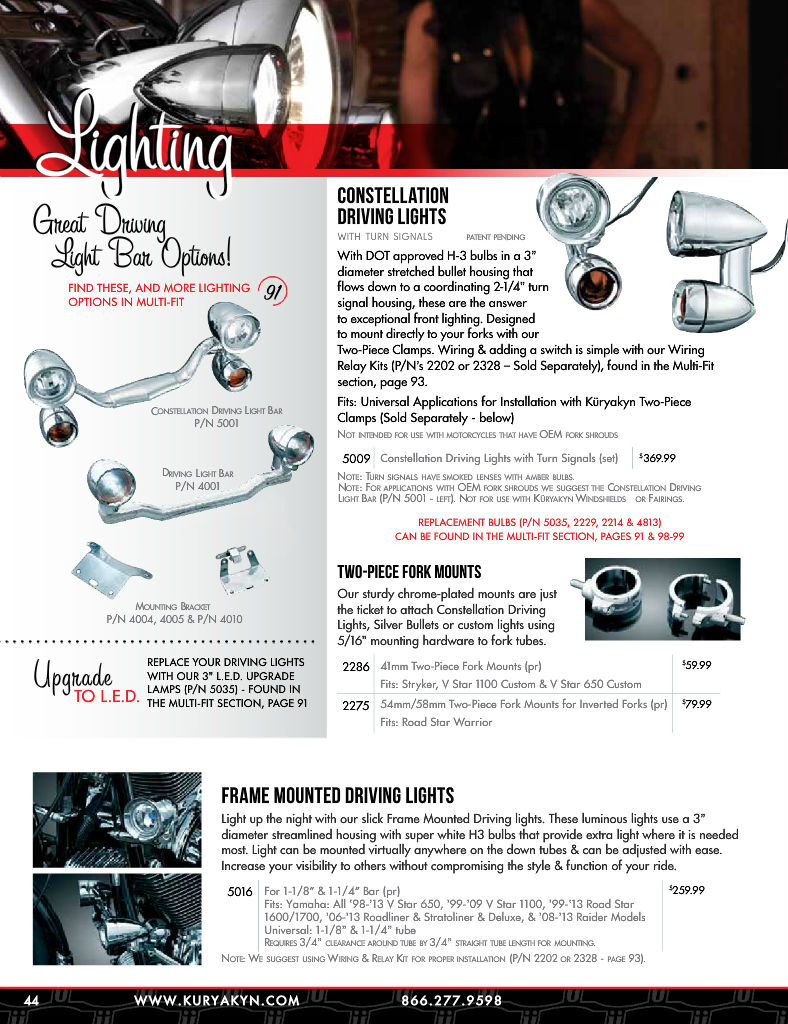 Lighting
Great Driving
Light Bar Options!
FIND THESE, AND MORE LIGHTING
OPTIONS IN MULTI-FIT
91
CONSTELLATION DRIVING LIGHT BAR
P/N 5001
DRIVING LIGHT BAR
P/N 4001
MOUNTING BRACKET
P/N 4004, 4005 & P/N 4010
Upgrade
TO L.E.D.
REPLACE YOUR DRIVING LIGHTS
WITH OUR 3" L.E.D. UPGRADE
LAMPS (P/N 5035) - FOUND IN
THE MULTI-FIT SECTION, PAGE 91
CONSTELLATION
DRIVING LIGHTS
WITH TURN SIGNALS PATENT PENDING
With DOT approved H-3 bulbs in a 3”
diameter stretched bullet housing that
flows down to a coordinating 2-1/4" turn
signal housing, these are the answer
to exceptional front lighting. Designed
to mount directly to your forks with our
Two-Piece Clamps. Wiring & adding a switch is simple with our Wiring
Relay Kits (P/N’s 2202 or 2328 – Sold Separately), found in the Multi-Fit
section, page 93.
Fits: Universal Applications for Installation with Küryakyn Two-Piece
Clamps (Sold Separately - below)
NOT INTENDED FOR USE WITH MOTORCYCLES THAT HAVE OEM FORK SHROUDS
5009 Constellation Driving Lights with Turn Signals (set) $369.99
NOTE: TURN SIGNALS HAVE SMOKED LENSES WITH AMBER BULBS.
NOTE: FOR APPLICATIONS WITH OEM FORK SHROUDS WE SUGGEST THE CONSTELLATION DRIVING
LIGHT BAR (P/N 5001 - LEFT). NOT FOR USE WITH KÜRYAKYN WINDSHIELDS OR FAIRINGS.
REPLACEMENT BULBS (P/N 5035, 2229, 2214 & 4813)
CAN BE FOUND IN THE MULTI-FIT SECTION, PAGES 91 & 98-99
TWO-PIECE FORK MOUNTS
Our sturdy chrome-plated mounts are just
the ticket to attach Constellation Driving
Lights, Silver Bullets or custom lights using
5/16" mounting hardware to fork tubes.
2286 41mm Two-Piece Fork Mounts (pr) $59.99
Fits: Stryker, V Star 1100 Custom & V Star 650 Custom
2275 54mm/58mm Two-Piece Fork Mounts for Inverted Forks (pr) $79.99
Fits: Road Star Warrior
FRAME MOUNTED DRIVING LIGHTS
Light up the night with our slick Frame Mounted Driving lights. These luminous lights use a 3”
diameter streamlined housing with super white H3 bulbs that provide extra light where it is needed
most. Light can be mounted virtually anywhere on the down tubes & can be adjusted with ease.
Increase your visibility to others without compromising the style & function of your ride.
5016 For 1-1/8” & 1-1/4” Bar (pr) $259.99
Fits: Yamaha: All ’98-’13 V Star 650, ’99-’09 V Star 1100, ’99-’13 Road Star
1600/1700, ’06-’13 Roadliner & Stratoliner & Deluxe, & ’08-’13 Raider Models
Universal: 1-1/8” & 1-1/4” tube
REQUIRES 3/4” CLEARANCE AROUND TUBE BY 3/4” STRAIGHT TUBE LENGTH FOR MOUNTING.
NOTE: WE SUGGEST USING WIRING & RELAY KIT FOR PROPER INSTALLATION (P/N 2202 OR 2328 - PAGE 93).
44 WWW.KURYAKYN.COM 866.277.9598